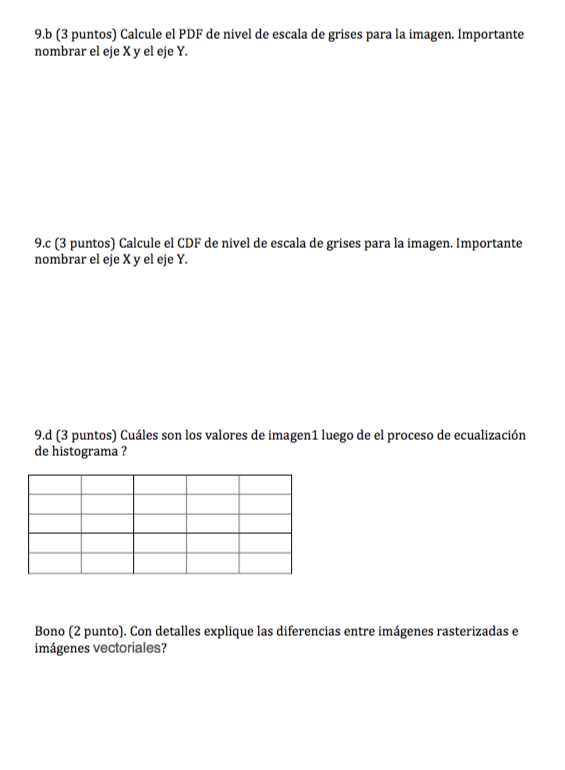 9.b (3 puntos) Calcule el PDF de nivel de escala de grises para la imagen. Importante
nombrar el eje X y el eje Y.
9.c (3 puntos) Calcule el CDF de nivel de escala de grises para la imagen. Importante
nombrar el eje X y el eje Y.
9.d (3 puntos) Cuáles son los valores de imagen1 luego de el proceso de ecualización
de histograma ?
Bono (2 punto). Con detalles explique las diferencias entre imágenes rasterizadas e
imágenes vectoriales?